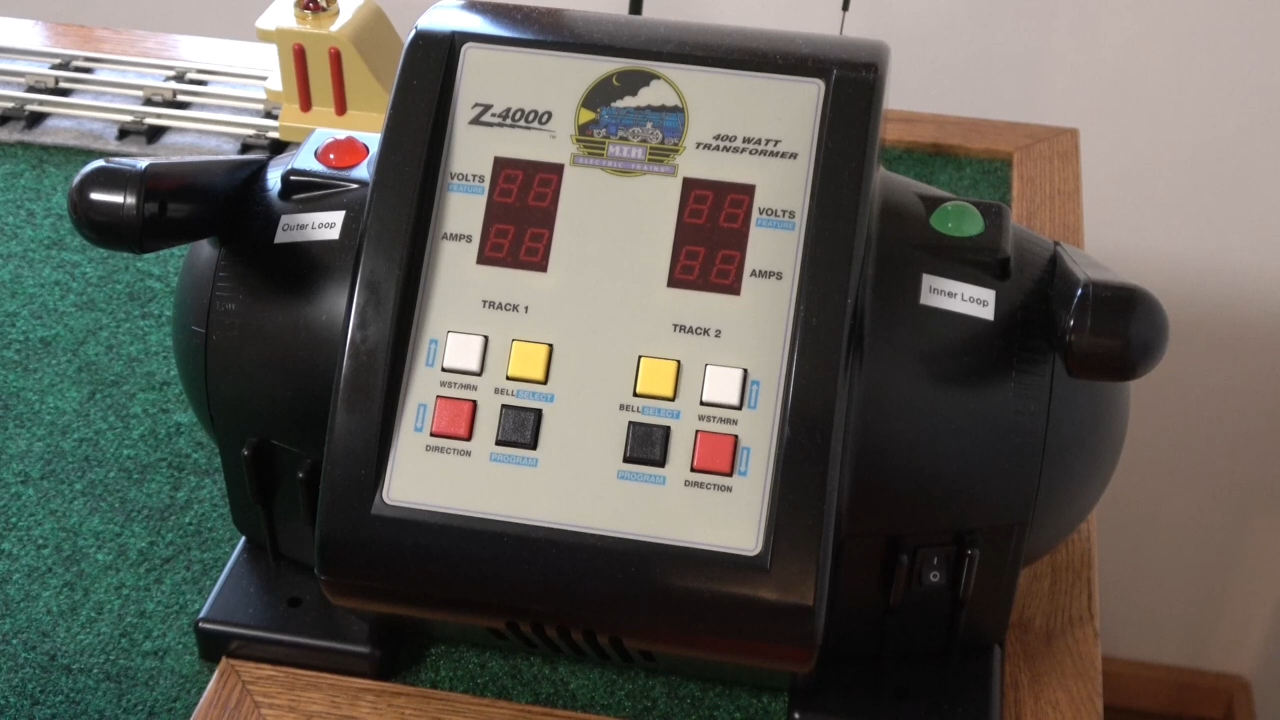 Z-4000
TM
M.T.H.
ELECTRIC TRAINS
400 WATT
TRANSFORMER
VOLTS
FEATURE
AMPS
88
88
88
88
VOLTS
FEATURE
AMPS
Outer Loop
Inner Loop
TRACK 1
TRACK 2
WST/HRN
BELL SELECT
DIRECTION
PROGRAM
BELL SELECT
WST/HRN
PROGRAM
DIRECTION